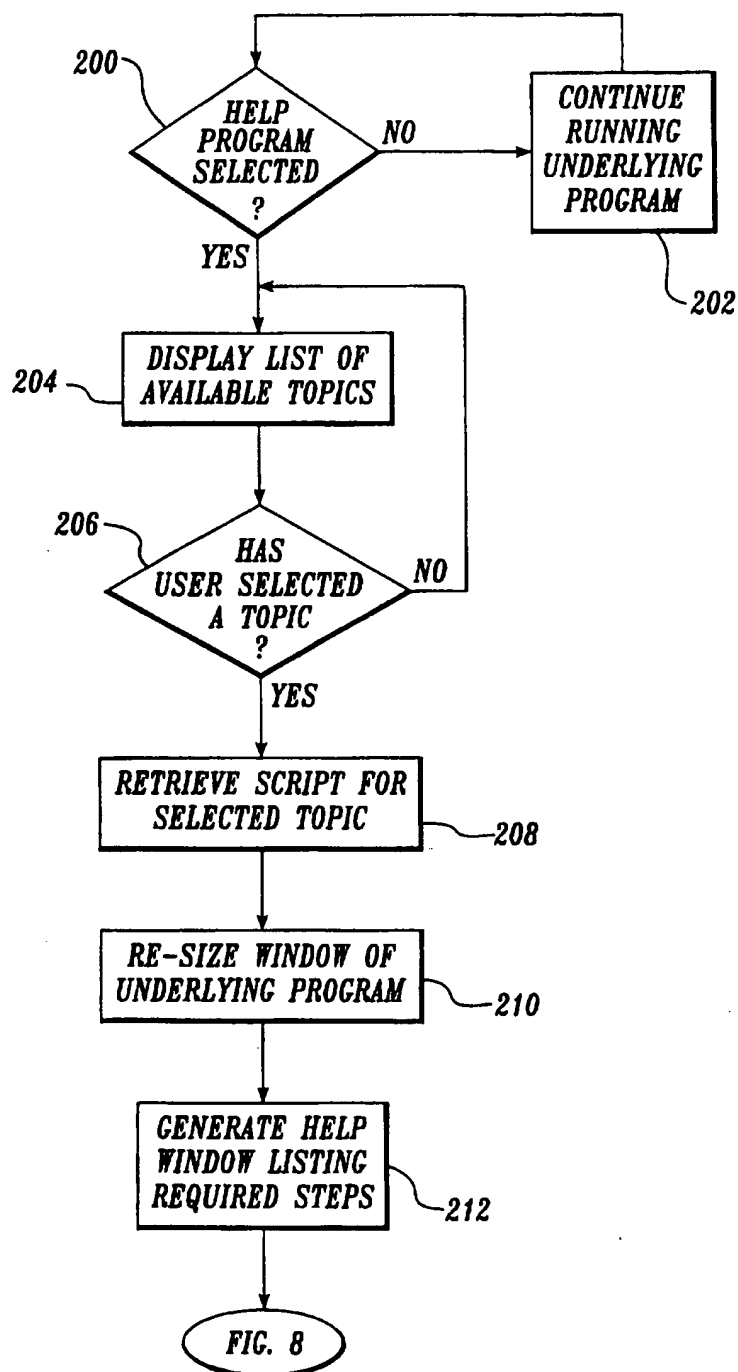 200
HELP
PROGRAM
SELECTED
?
NO
YES
CONTINUE
RUNNING
UNDERLYING
PROGRAM
202
DISPLAY LIST OF
AVAILABLE TOPICS
204
206
HAS
USER SELECTED
A TOPIC
?
NO
YES
RETRIEVE SCRIPT FOR
SELECTED TOPIC
208
RE-SIZE WINDOW OF
UNDERLYING PROGRAM
210
GENERATE HELP
WINDOW LISTING
REQUIRED STEPS
212
FIG. 8